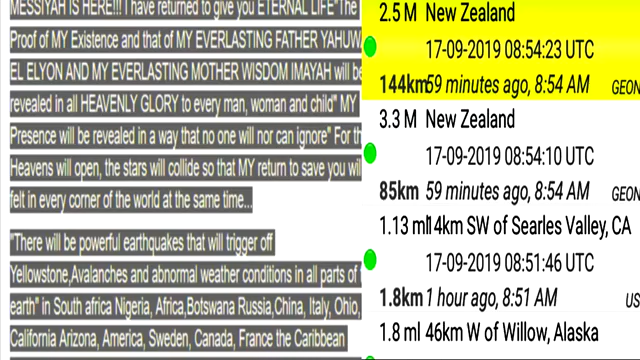 MESSIYAH IS HERE!!! I have returned to give you ETERNAL LIFE"The
Proof of MY Existence and that of MY EVERLASTING FATHER YAHUW
EL ELYON AND MY EVERLASTING MOTHER WISDOM IMAYAH will be
revealed in all HEAVENLY GLORY to every man, woman and child" MY
Presence will be revealed in a way that no one will nor can ignore" For th
Heavens will open, the stars will collide so that MY return to save you wil
felt in every corner of the world at the same time...
"There will be powerful earthquakes that will trigger off
Yellowstone,Avalanches and abnormal weather conditions in all parts of
earth" in South africa Nigeria, Africa,Botswana Russia,China, Italy, Ohio,
California Arizona, America, Sweden, Canada, France the Caribbean
2.5 M New Zealand
17-09-2019 08:54:23 UTC
144km 59 minutes ago, 8:54 AM GEON
3.3 M New Zealand
17-09-2019 08:54:10 UTC
85km 59 minutes ago, 8:54 AM GEON
1.13 ml 14km SW of Searles Valley, CA
17-09-2019 08:51:46 UTC
1.8km 1 hour ago, 8:51 AM US
1.8 ml 46km W of Willow, Alaska